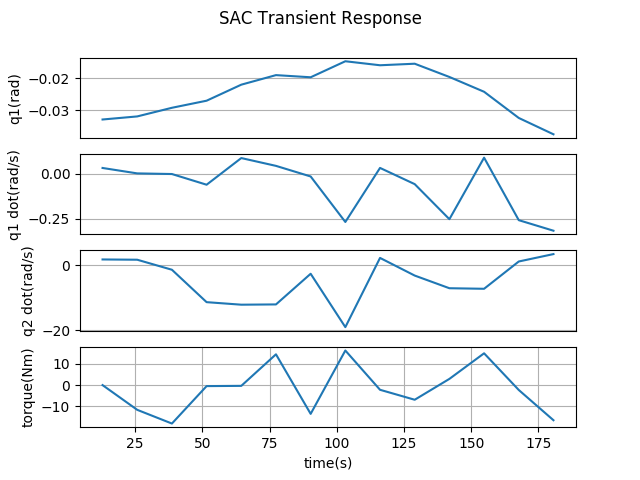 SAC Transient Response
q1(rad)
−0.02
−0.03
q1 dot(rad/s)
0.00
−0.25
q2 dot(rad/s)
0
−20
torque(Nm)
10
0
−10
25 50 75 100 125 150 175
time(s)